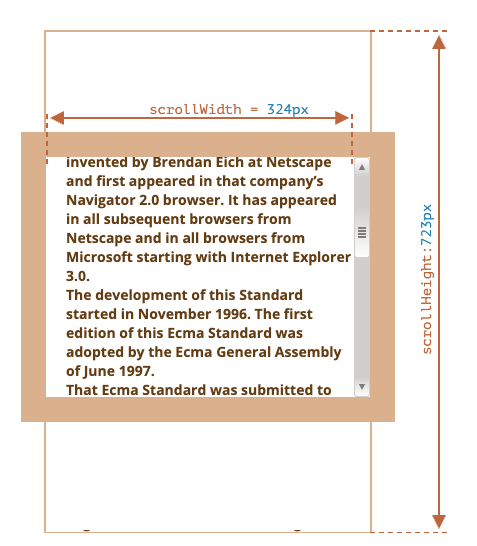 scrollWidth = 324px
invented by Brendan Eich at Netscape
and first appeared in that company’s
Navigator 2.0 browser. It has appeared
in all subsequent browsers from
Netscape and in all browsers from
Microsoft starting with Internet Explorer
3.0.
The development of this Standard
started in November 1996. The first
edition of this Ecma Standard was
adopted by the Ecma General Assembly
of June 1997.
That Ecma Standard was submitted to
scrollHeight:723px